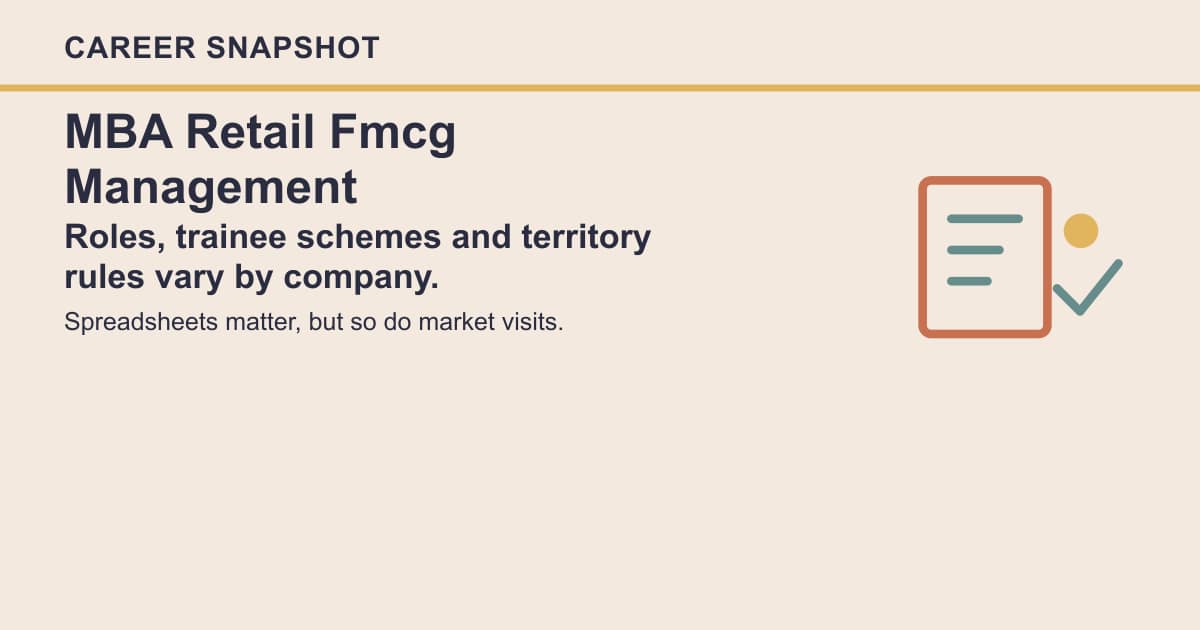 CAREER SNAPSHOT
MBA Retail Fmcg
Management
Roles, trainee schemes and territory
rules vary by company.
Spreadsheets matter, but so do market visits.